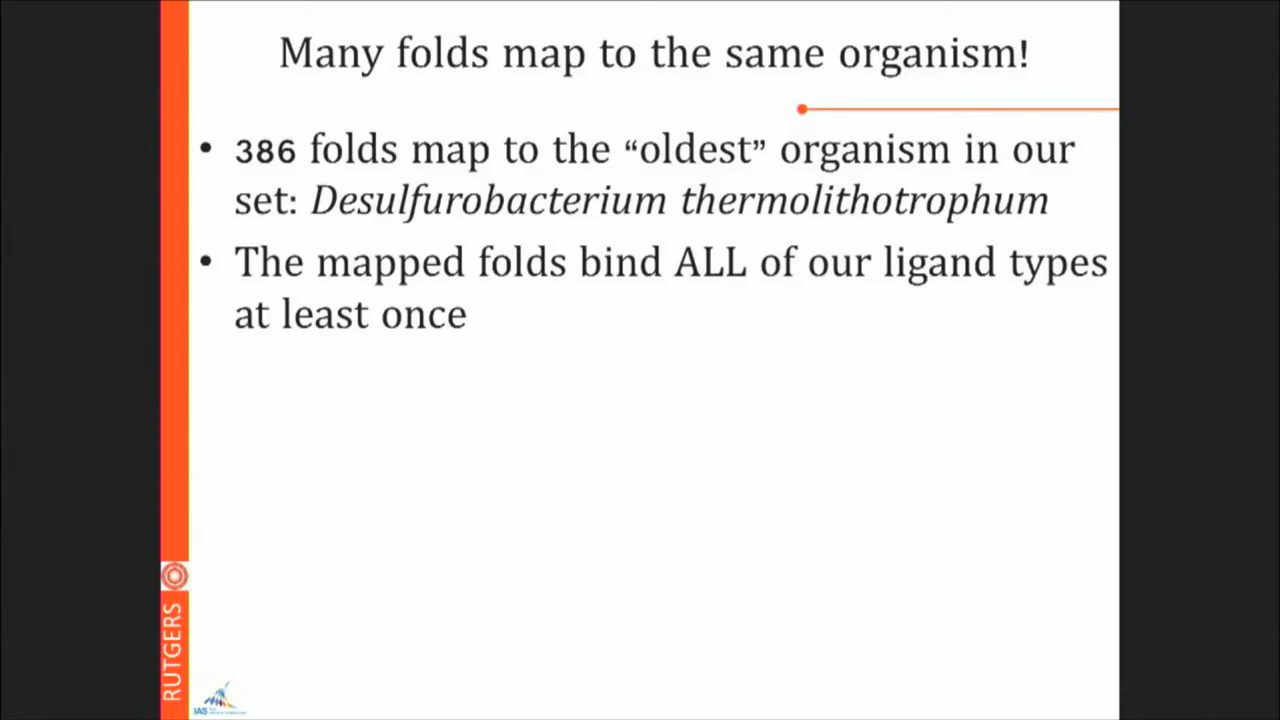 Many folds map to the same organism!
• 386 folds map to the “oldest” organism in our
set: Desulfurobacterium thermolithotrophum
• The mapped folds bind ALL of our ligand types
at least once
RUTGERS
IAS